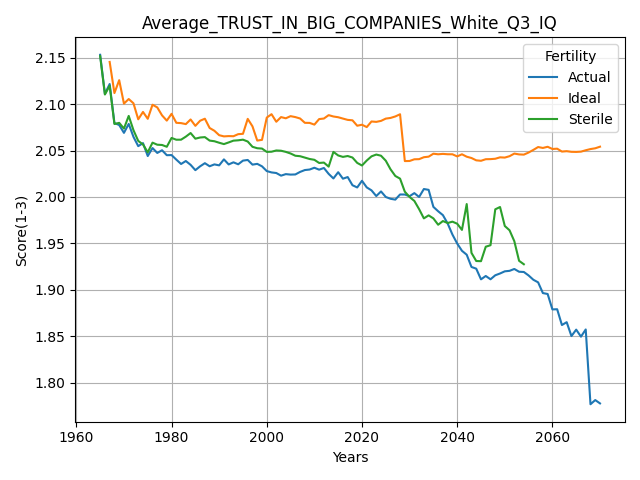 Average_TRUST_IN_BIG_COMPANIES_White_Q3_IQ
Fertility
Actual
Ideal
Sterile
Score(1-3)
2.15
2.10
2.05
2.00
1.95
1.90
1.85
1.80
1960 1980 2000 2020 2040 2060
Years